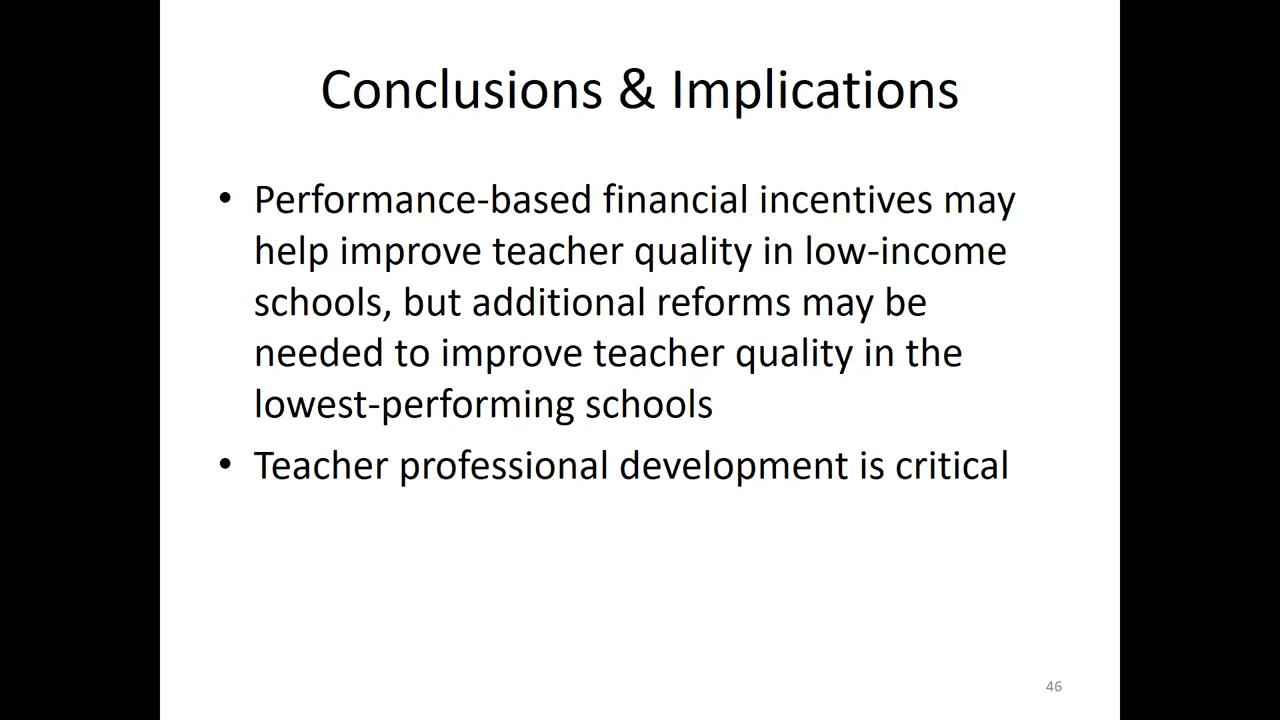 Conclusions & Implications
• Performance-based financial incentives may
help improve teacher quality in low-income
schools, but additional reforms may be
needed to improve teacher quality in the
lowest-performing schools
• Teacher professional development is critical
46